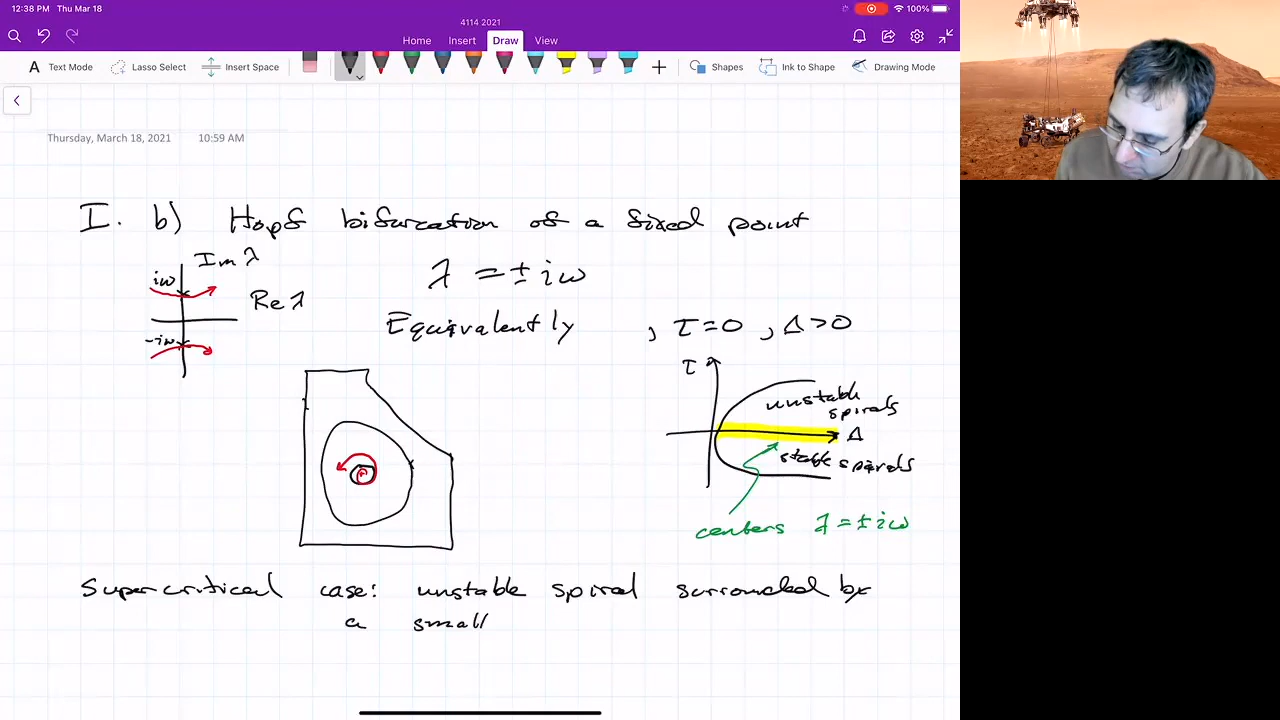 12:38 PM Thu Mar 18
100%
4114 2021
Home Insert Draw View
Text Mode Lasso Select Insert Space Shapes Ink to Shape Drawing Mode
Thursday, March 18, 2021 10:59 AM
I. b) Hopf bifurcation of a fixed point
Im λ
iω
Re λ
-iω
λ = ± iω
Equivalently , τ=0 , Δ>0
τ
unstable
spirals
Δ
stable spirals
centers λ = ± iω
Supercritical case: unstable spiral surrounded by
a small